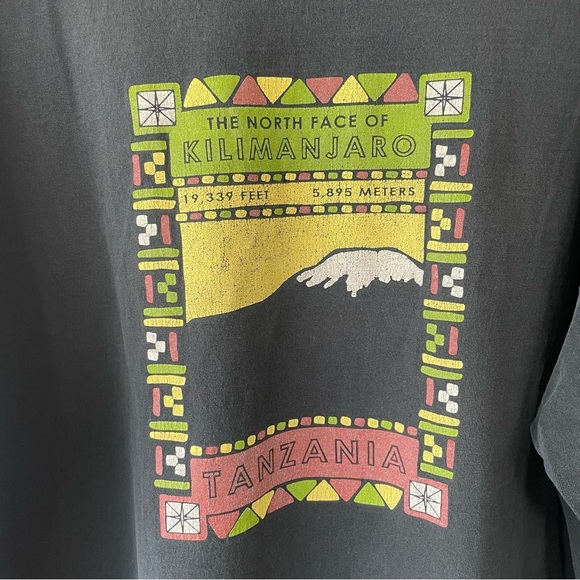 THE NORTH FACE OF
KILIMANJARO
19,339 FEET 5,895 METERS
TANZANIA